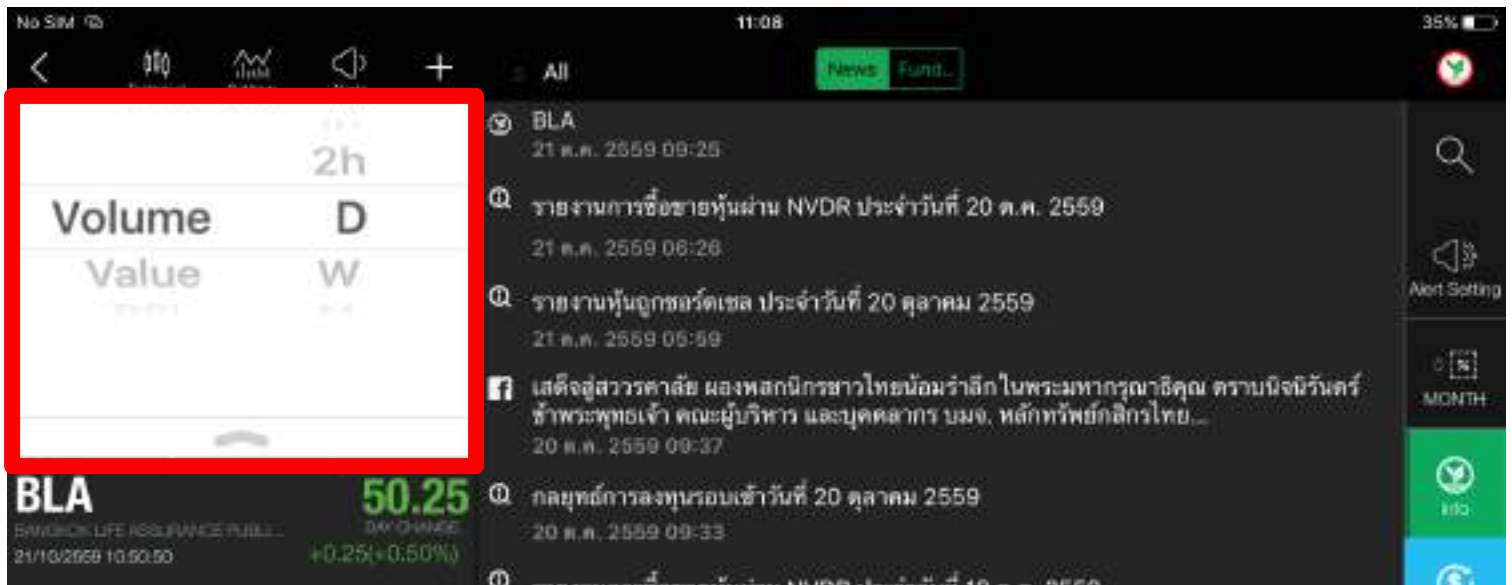 No SIM
11:08
35%
All
News Fund..
2h
Volume D
Value W
BLA
50.25
BANGKOK LIFE ASSURANCE PUBLI...
DAY CHANGE
21/10/2559 10:50:50
+0.25(+0.50%)
BLA
21 ต.ค. 2559 09:25
รายงานการซื้อขายหุ้นผ่าน NVDR ประจำวันที่ 20 ต.ค. 2559
21 ต.ค. 2559 06:26
รายงานหุ้นถูกชอร์ตเซล ประจำวันที่ 20 ตุลาคม 2559
21 ต.ค. 2559 05:59
เสด็จสู่สวรรคาลัย ผองพสกนิกรชาวไทยน้อมรำลึกในพระมหากรุณาธิคุณ ตราบนิจนิรันดร์
ข้าพระพุทธเจ้า คณะผู้บริหาร และบุคคลากร บมจ. หลักทรัพย์กสิกรไทย...
20 ต.ค. 2559 09:37
กลยุทธ์การลงทุนรอบเช้าวันที่ 20 ตุลาคม 2559
20 ต.ค. 2559 09:33
Alert Setting
MONTH
Info